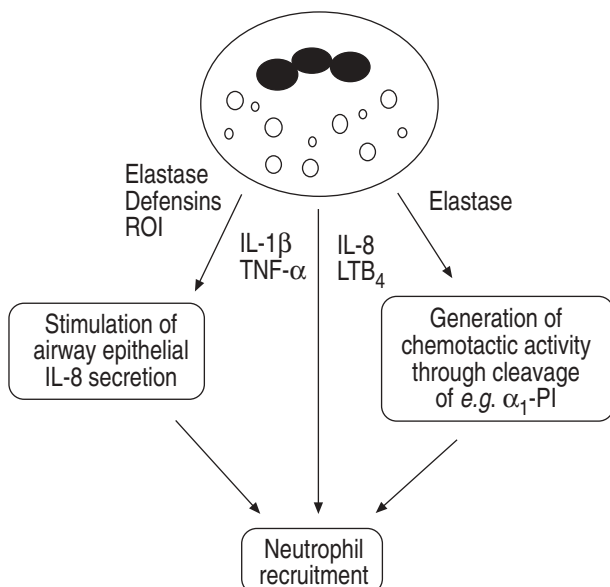 Elastase
Defensins
ROI
IL-1β
TNF-α
IL-8
LTB₄
Elastase
Stimulation of
airway epithelial
IL-8 secretion
Generation of
chemotactic activity
through cleavage
of e.g. α₁-PI
Neutrophil
recruitment